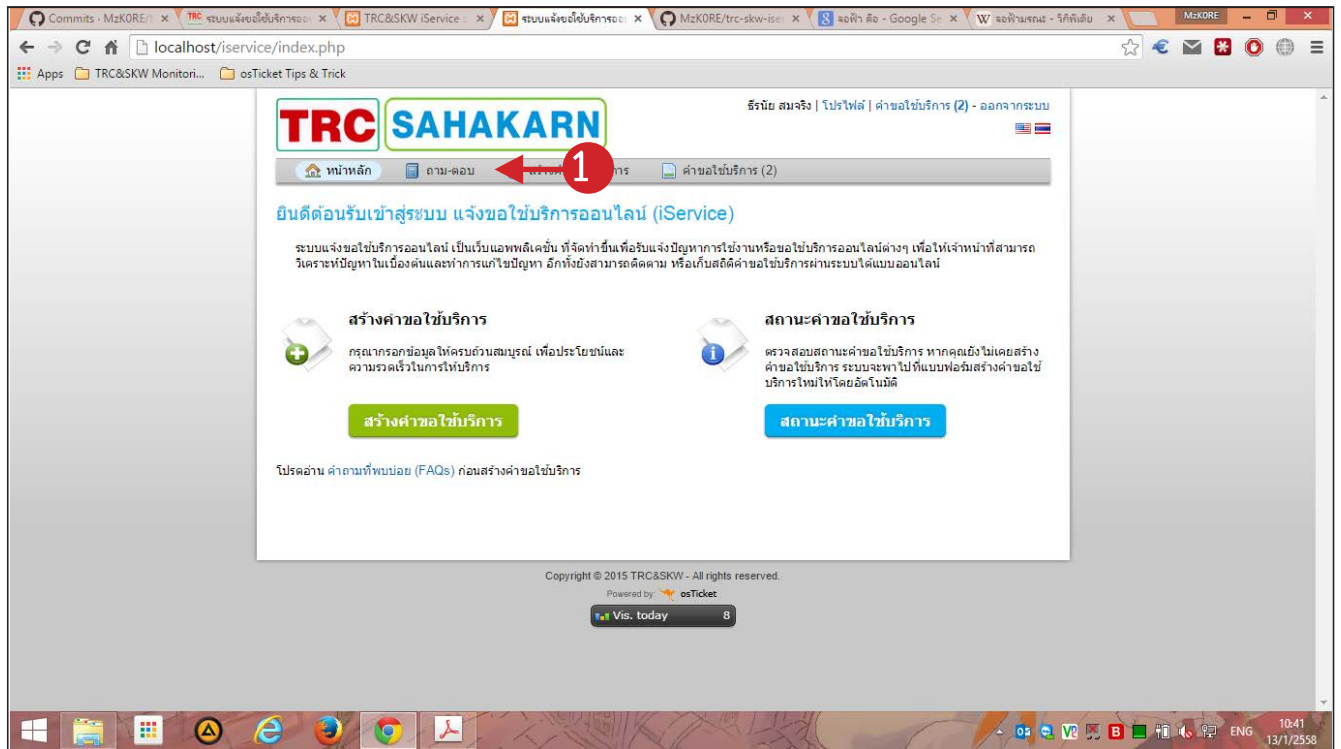 Commits · MzK0RE/
ระบบแจ้งขอใช้บริการออ
TRC&SKW iService
ระบบแจ้งขอใช้บริการออ
MzK0RE/trc-skw-ise
จอฟ้า คือ - Google Se
จอฟ้ามรณะ - วิกิพีเดีย
MzK0RE
localhost/iservice/index.php
Apps TRC&SKW Monitori... osTicket Tips & Trick
ธีรนัย สมจริง | โปรไฟล์ | คำขอใช้บริการ (2) - ออกจากระบบ
TRC SAHAKARN
หน้าหลัก ถาม-ตอบ 1 คำขอใช้บริการ (2)
ยินดีต้อนรับเข้าสู่ระบบ แจ้งขอใช้บริการออนไลน์ (iService)
ระบบแจ้งขอใช้บริการออนไลน์ เป็นเว็บแอพพลิเคชั่น ที่จัดทำขึ้นเพื่อรับแจ้งปัญหาการใช้งานหรือขอใช้บริการออนไลน์ต่างๆ เพื่อให้เจ้าหน้าที่สามารถ
วิเคราะห์ปัญหาในเบื้องต้นและทำการแก้ไขปัญหา อีกทั้งยังสามารถติดตาม หรือเก็บสถิติคำขอใช้บริการผ่านระบบได้แบบออนไลน์
สร้างคำขอใช้บริการ
กรุณากรอกข้อมูลให้ครบถ้วนสมบูรณ์ เพื่อประโยชน์และ
ความรวดเร็วในการให้บริการ
สร้างคำขอใช้บริการ
สถานะคำขอใช้บริการ
ตรวจสอบสถานะคำขอใช้บริการ หากคุณยังไม่เคยสร้าง
คำขอใช้บริการ ระบบจะพาไปที่แบบฟอร์มสร้างคำขอใช้
บริการใหม่ให้โดยอัตโนมัติ
สถานะคำขอใช้บริการ
โปรดอ่าน คำถามที่พบบ่อย (FAQs) ก่อนสร้างคำขอใช้บริการ
Copyright © 2015 TRC&SKW - All rights reserved.
Powered by osTicket
Vis. today 8
ENG
10:41
13/1/2558